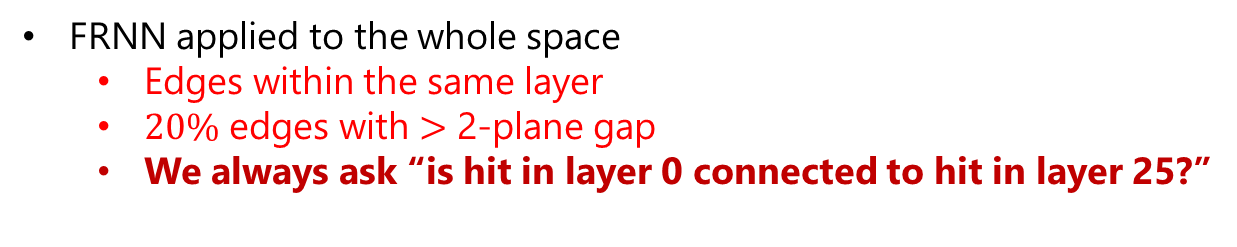 • FRNN applied to the whole space
• Edges within the same layer
• 20% edges with > 2-plane gap
• We always ask “is hit in layer 0 connected to hit in layer 25?”